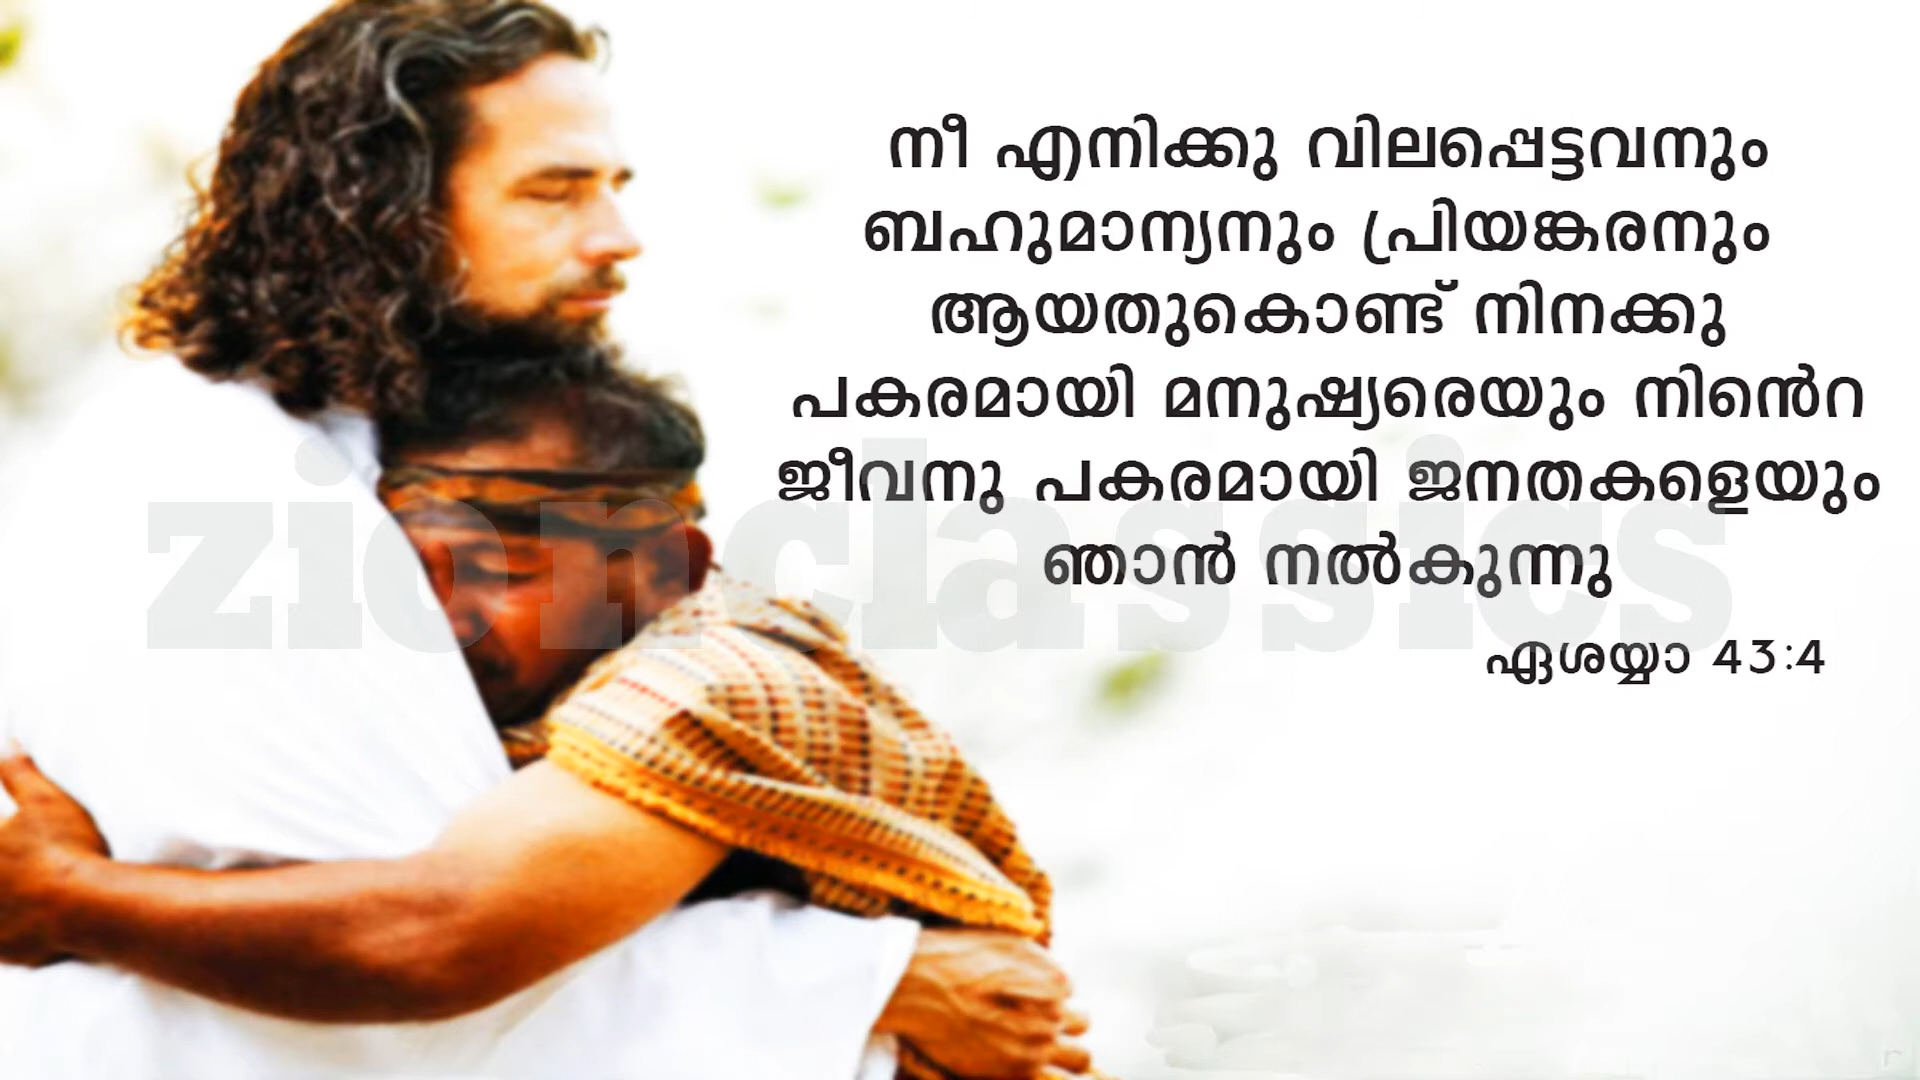 നീ എനിക്കു വിലപ്പെട്ടവനും
ബഹുമാന്യനും പ്രിയങ്കരനും
ആയതുകൊണ്ട് നിനക്കു
പകരമായി മനുഷ്യരെയും നിൻെറ
ജീവനു പകരമായി ജനതകളെയും
ഞാൻ നൽകുന്നു
ഏശയ്യാ 43:4
zionclassics